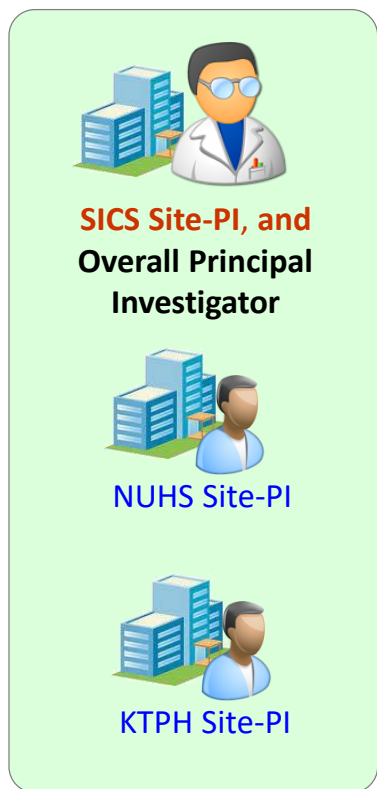 SICS Site-PI, and
Overall Principal
Investigator
NUHS Site-PI
KTPH Site-PI